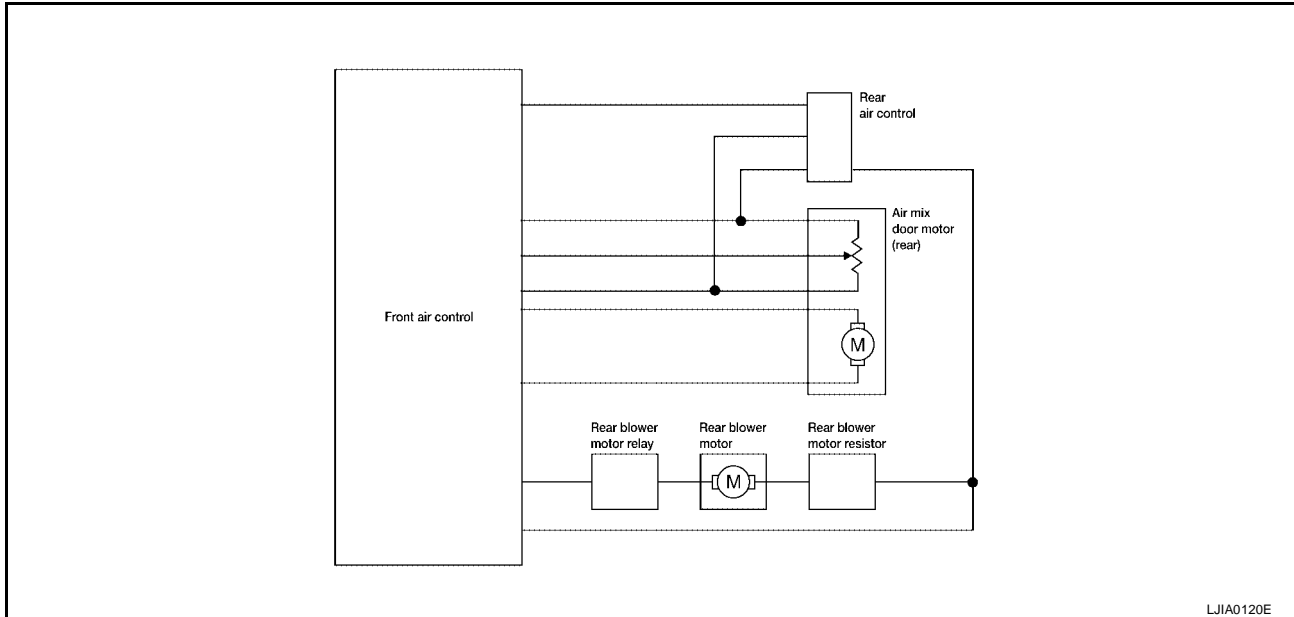 Rear
air control
Air mix
door motor
(rear)
Front air control
M
Rear blower
motor relay
Rear blower
motor
Rear blower
motor resistor
M
LJIA0120E